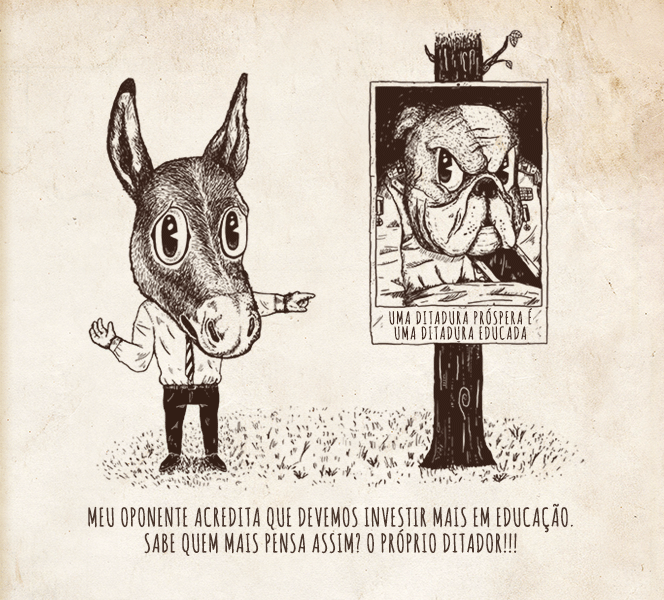 UMA DITADURA PRÓSPERA É
UMA DITADURA EDUCADA
MEU OPONENTE ACREDITA QUE DEVEMOS INVESTIR MAIS EM EDUCAÇÃO.
SABE QUEM MAIS PENSA ASSIM? O PRÓPRIO DITADOR!!!